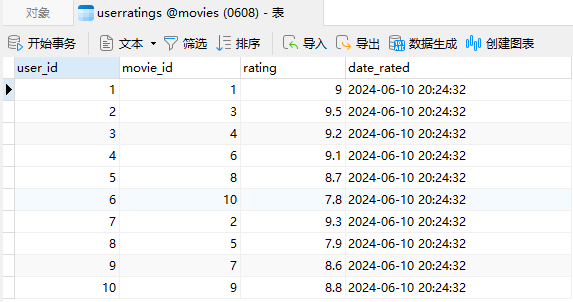 对象 userratings @movies (0608) - 表
开始事务 文本 筛选 排序 导入 导出 数据生成 创建图表
user_id movie_id rating date_rated
1 1 9 2024-06-10 20:24:32
2 3 9.5 2024-06-10 20:24:32
3 4 9.2 2024-06-10 20:24:32
4 6 9.1 2024-06-10 20:24:32
5 8 8.7 2024-06-10 20:24:32
6 10 7.8 2024-06-10 20:24:32
7 2 9.3 2024-06-10 20:24:32
8 5 7.9 2024-06-10 20:24:32
9 7 8.6 2024-06-10 20:24:32
10 9 8.8 2024-06-10 20:24:32